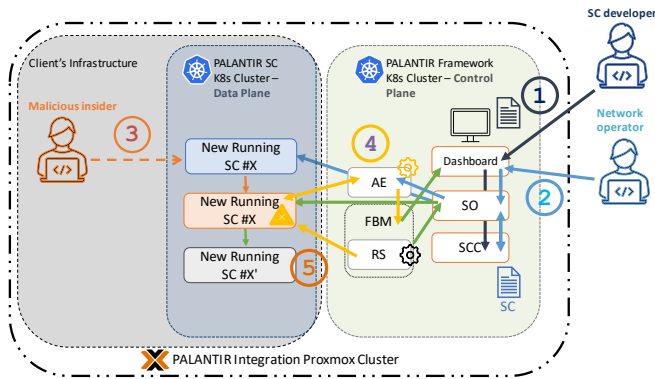 SC developer
Client's Infrastructure
PALANTIR SC
K8s Cluster –
Data Plane
PALANTIR Framework
K8s Cluster – Control
Plane
1
Network
operator
Malicious insider
3
4
New Running
SC #X
Dashboard
AE
2
New Running
SC #X
SO
FBM
RS
SCC
New Running
SC #X'
5
SC
PALANTIR Integration Proxmox Cluster